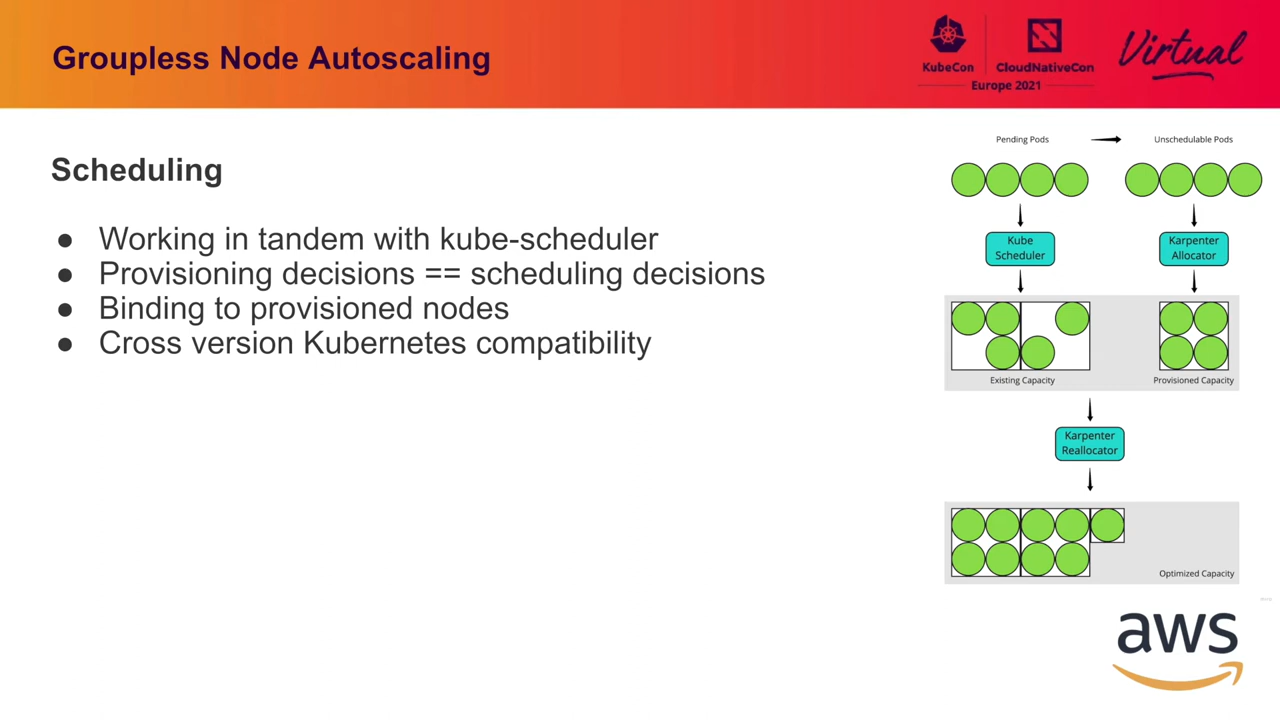 Groupless Node Autoscaling
KubeCon
CloudNativeCon
Europe 2021
Virtual
Scheduling
● Working in tandem with kube-scheduler
● Provisioning decisions == scheduling decisions
● Binding to provisioned nodes
● Cross version Kubernetes compatibility
Pending Pods
Unschedulable Pods
Kube
Scheduler
Karpenter
Allocator
Existing Capacity
Provisioned Capacity
Karpenter
Reallocator
Optimized Capacity
aws